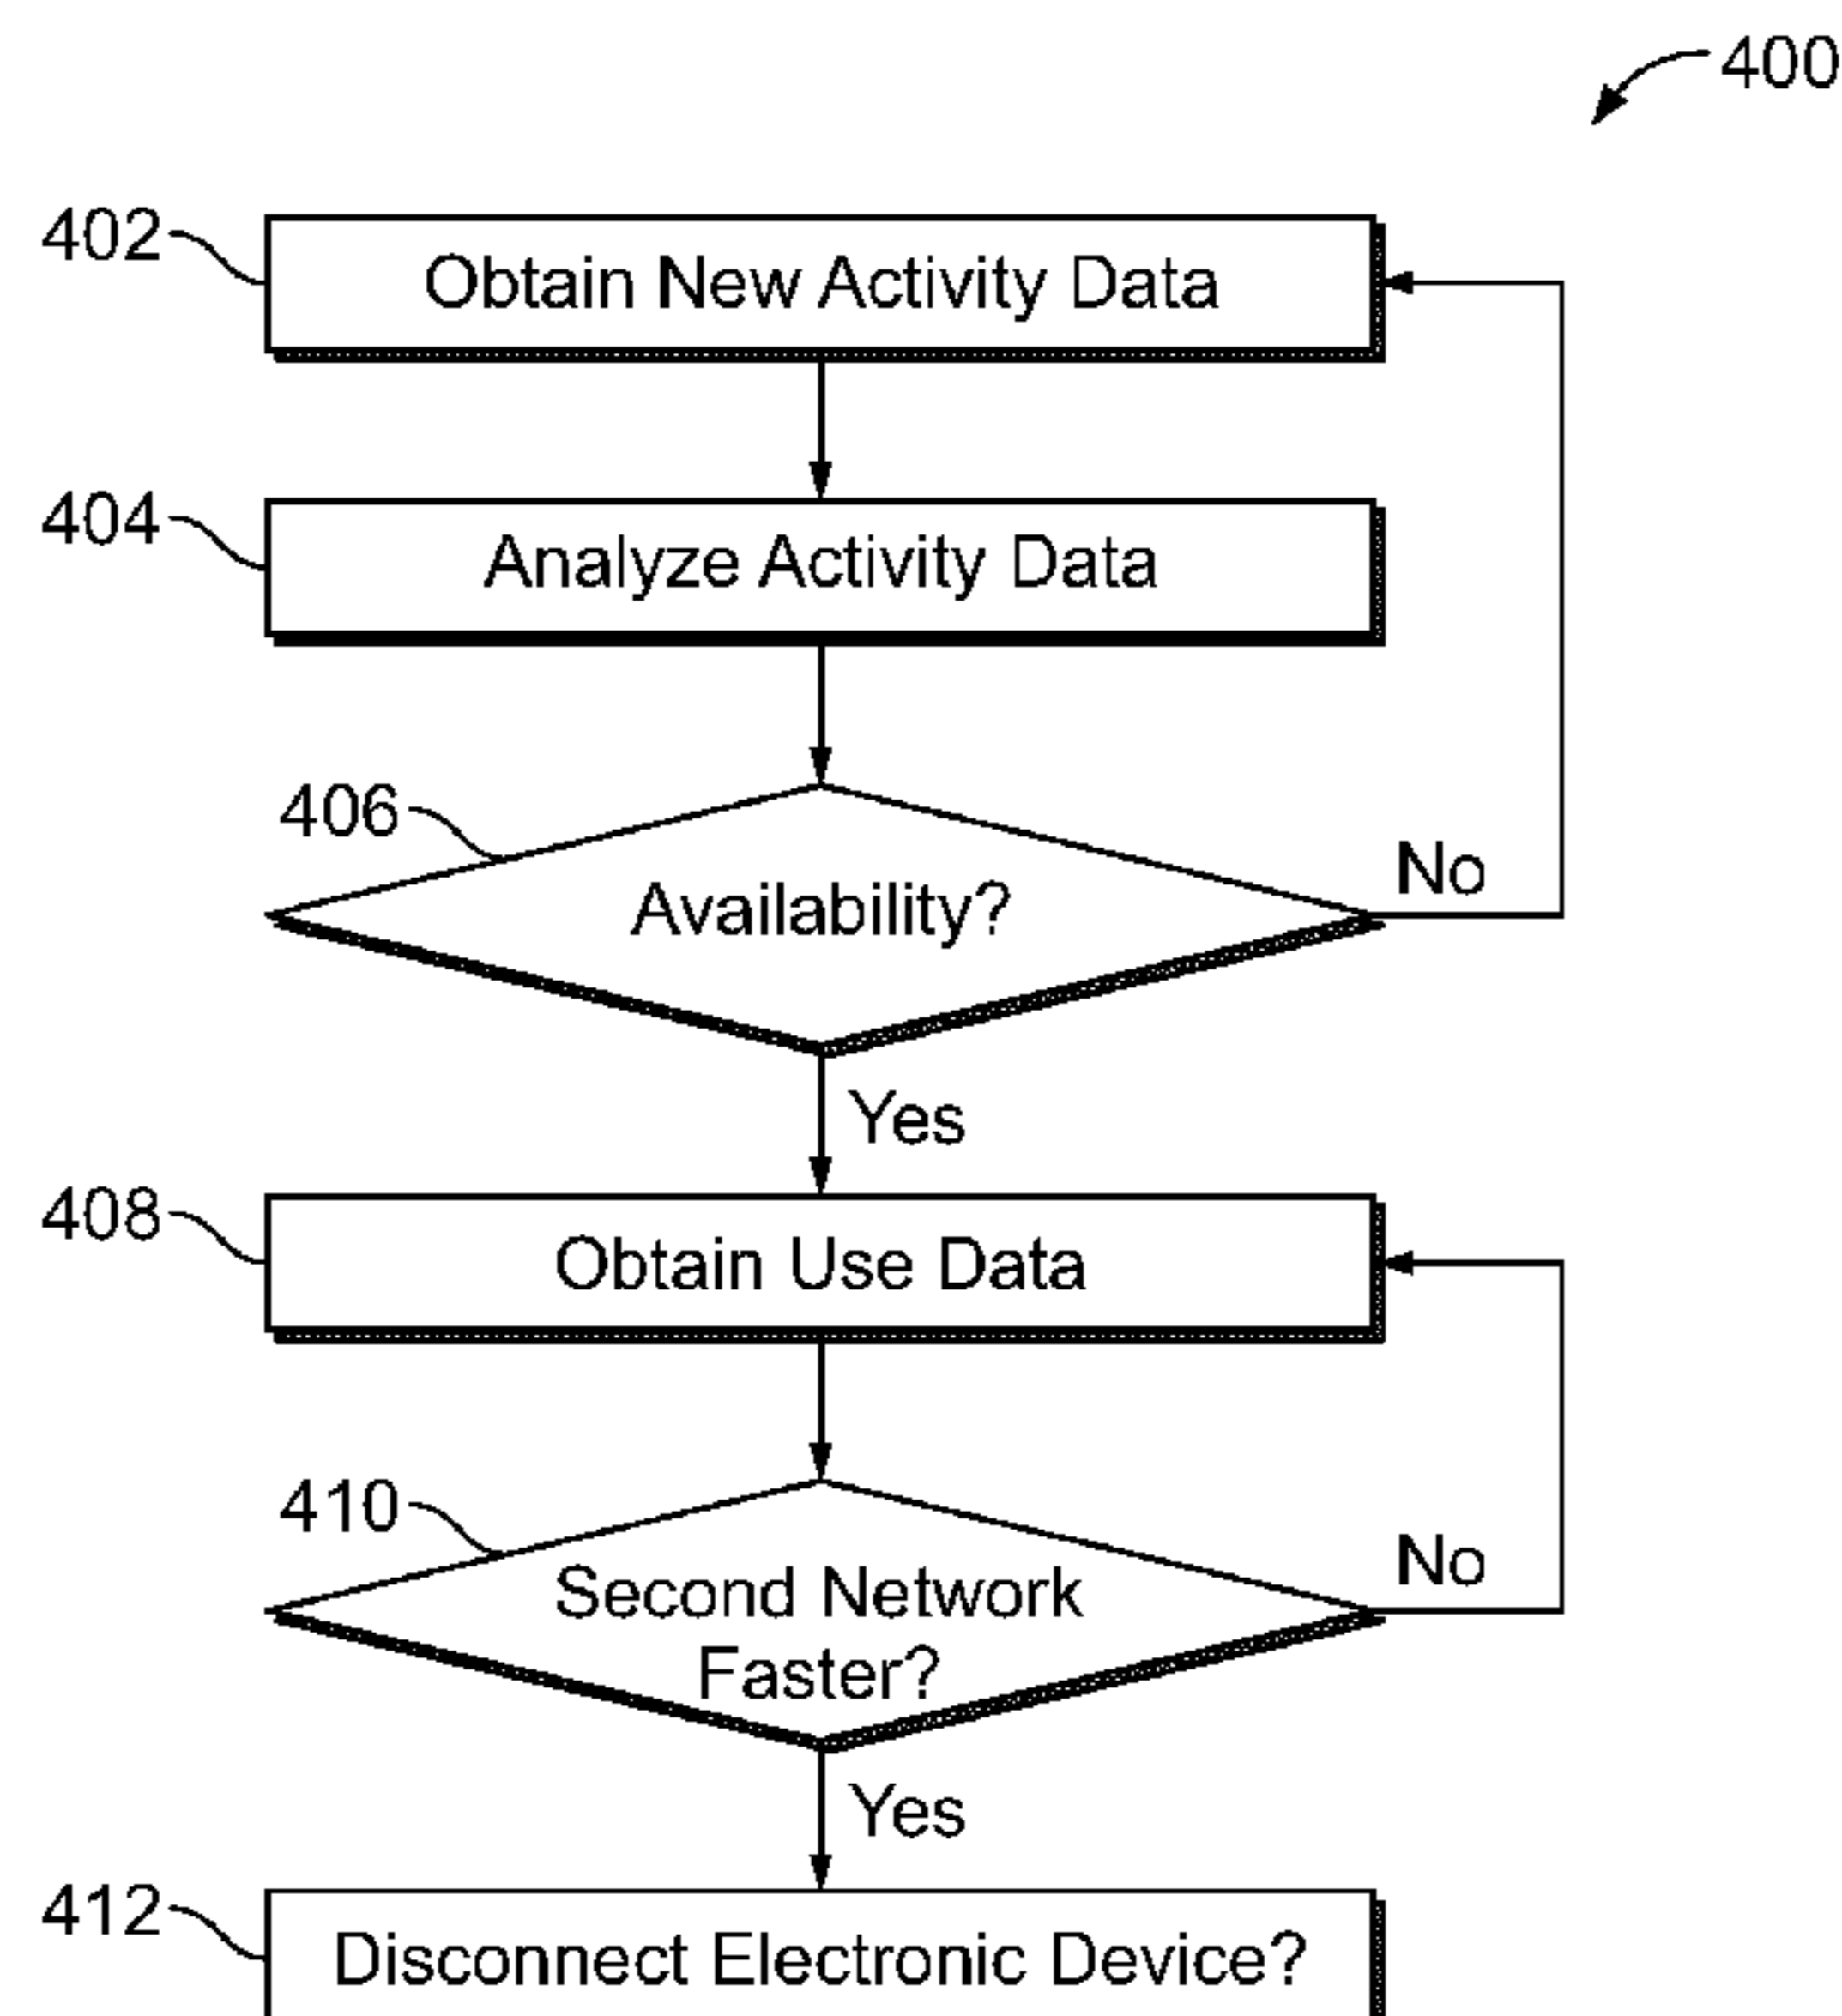 400
402
Obtain New Activity Data
404
Analyze Activity Data
406
Availability?
No
Yes
408
Obtain Use Data
410
Second Network
Faster?
No
Yes
412
Disconnect Electronic Device?